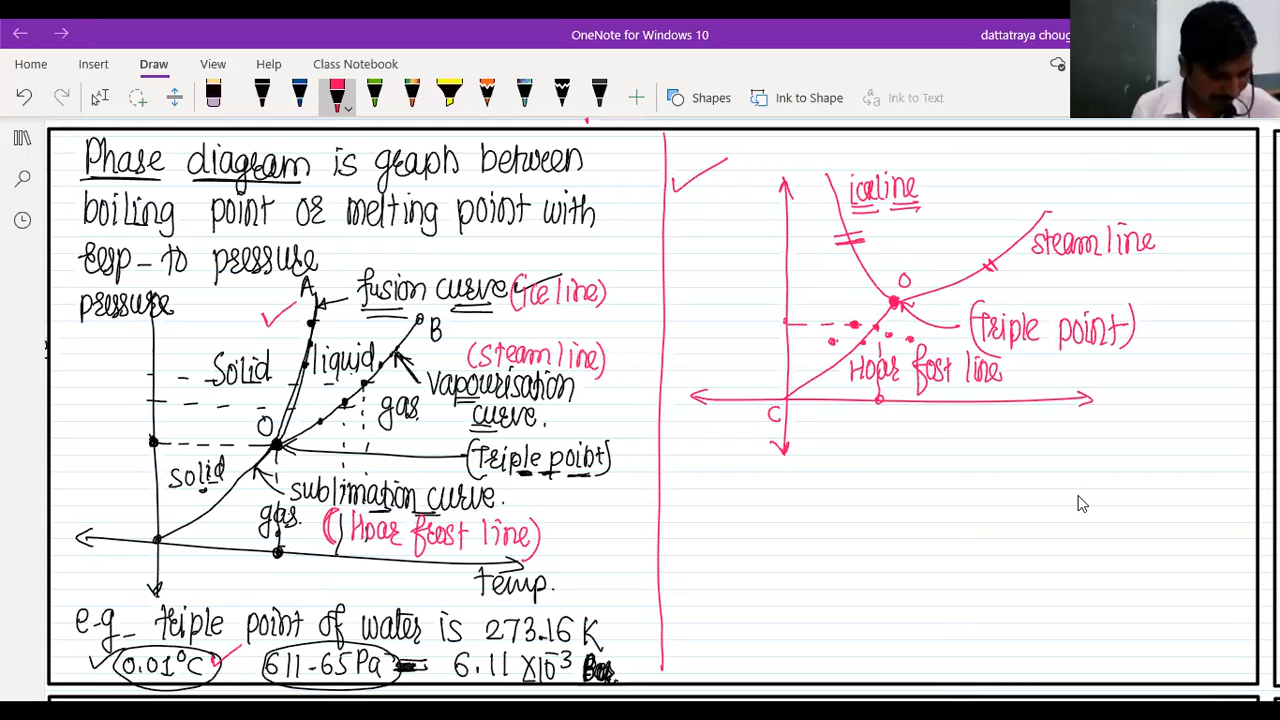 OneNote for Windows 10
dattatraya choug
Home Insert Draw View Class Notebook
Shapes Ink to Shape Ink to Text
Phase diagram is graph between
boiling point or melting point with
resp- to pressure
pressure
A
fusion curve (ice line)
B
Solid
liquid
(steam line)
vapourisation
curve.
gas.
O
(Triple point)
solid
sublimation curve.
gas.
(Hoar frost line)
temp.
e-g- triple point of water is 273.16 K
0.01°C 611-65 Pa = 6.11 X10-3 Bar.
iceline
steam line
O
(Triple point)
Hoar fost line
C